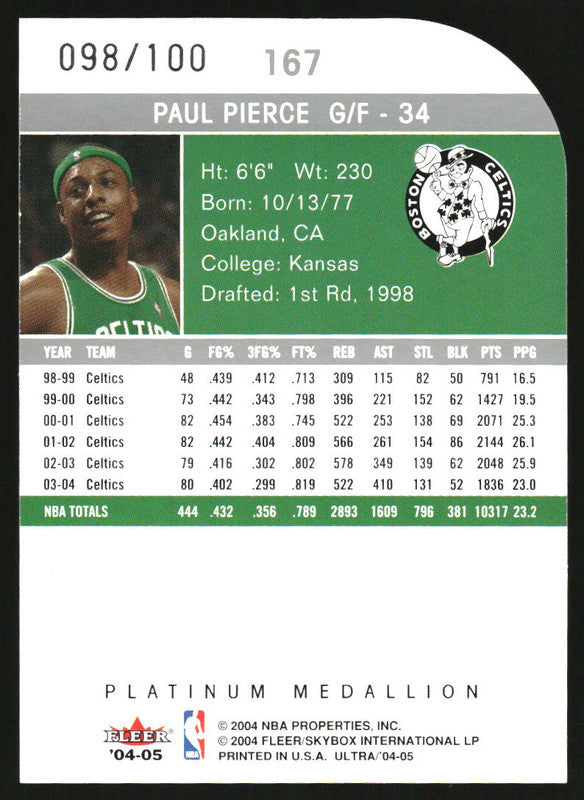 098/100 167
PAUL PIERCE G/F - 34
Ht: 6'6" Wt: 230
Born: 10/13/77
Oakland, CA
College: Kansas
Drafted: 1st Rd, 1998
BOSTON CELTICS
CELTICS
YEAR TEAM G FG% 3FG% FT% REB AST STL BLK PTS PPG
98-99 Celtics 48 .439 .412 .713 309 115 82 50 791 16.5
99-00 Celtics 73 .442 .343 .798 396 221 152 62 1427 19.5
00-01 Celtics 82 .454 .383 .745 522 253 138 69 2071 25.3
01-02 Celtics 82 .442 .404 .809 566 261 154 86 2144 26.1
02-03 Celtics 79 .416 .302 .802 578 349 139 62 2048 25.9
03-04 Celtics 80 .402 .299 .819 522 410 131 52 1836 23.0
NBA TOTALS 444 .432 .356 .789 2893 1609 796 381 10317 23.2
PLATINUM MEDALLION
FLEER
'04-05
NBA
© 2004 NBA PROPERTIES, INC.
© 2004 FLEER/SKYBOX INTERNATIONAL LP
PRINTED IN U.S.A. ULTRA/'04-05